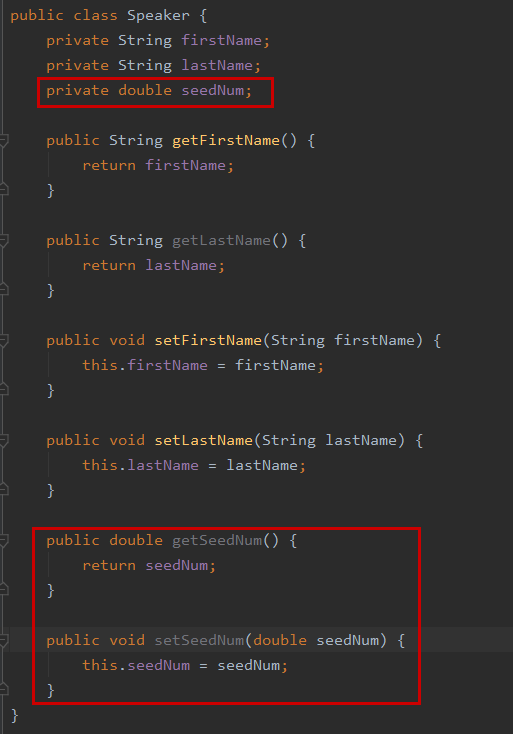 public class Speaker {
private String firstName;
private String lastName;
private double seedNum;
public String getFirstName() {
return firstName;
}
public String getLastName() {
return lastName;
}
public void setFirstName(String firstName) {
this.firstName = firstName;
}
public void setLastName(String lastName) {
this.lastName = lastName;
}
public double getSeedNum() {
return seedNum;
}
public void setSeedNum(double seedNum) {
this.seedNum = seedNum;
}
}